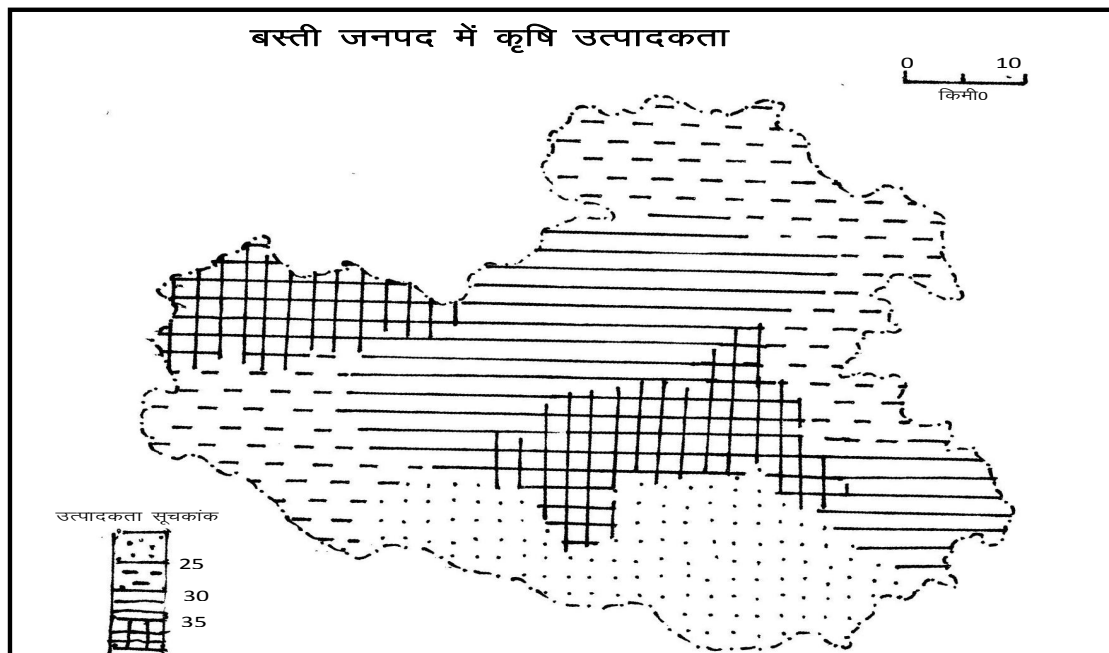 बस्ती जनपद में कृषि उत्पादकता
0 10
किमी0
उत्पादकता सूचकांक
25
30
35